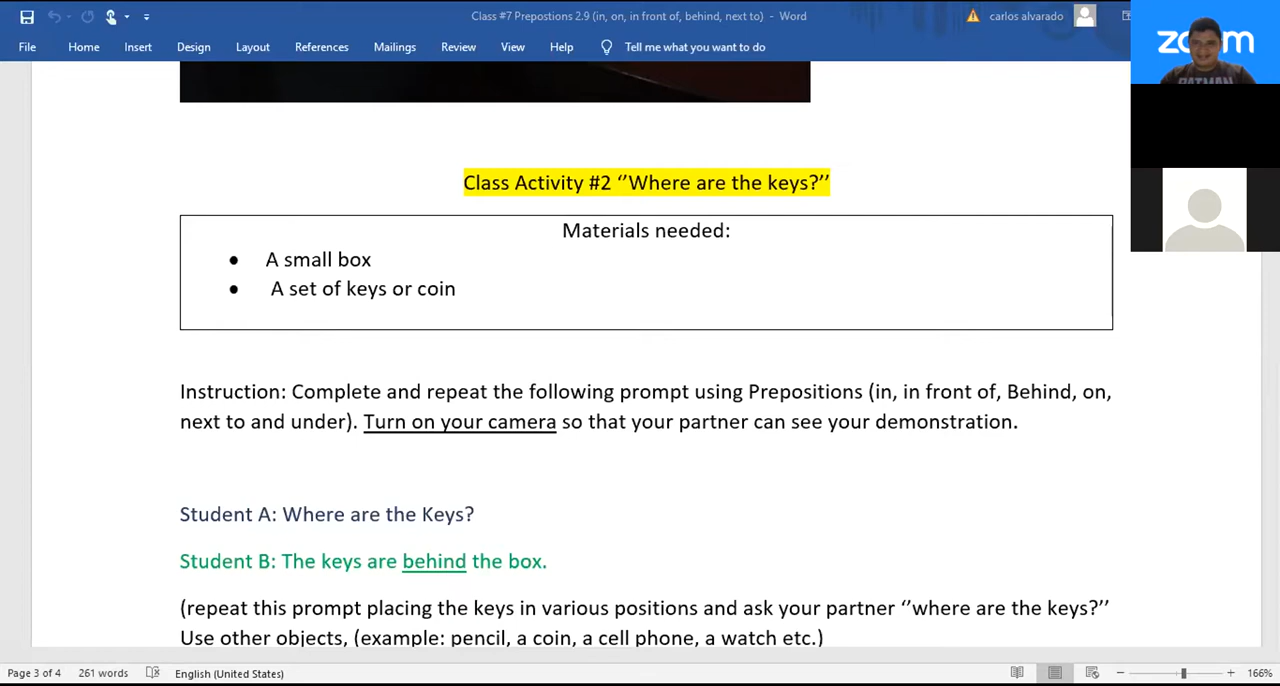 Class #7 Prepostions 2.9 (in, on, in front of, behind, next to) - Word
carlos alvarado
File Home Insert Design Layout References Mailings Review View Help Tell me what you want to do
zoom
BATMAN
Class Activity #2 ‘’Where are the keys?’’
Materials needed:
• A small box
• A set of keys or coin
Instruction: Complete and repeat the following prompt using Prepositions (in, in front of, Behind, on,
next to and under). Turn on your camera so that your partner can see your demonstration.
Student A: Where are the Keys?
Student B: The keys are behind the box.
(repeat this prompt placing the keys in various positions and ask your partner ‘’where are the keys?’’
Use other objects, (example: pencil, a coin, a cell phone, a watch etc.)
Page 3 of 4 261 words English (United States) 166%